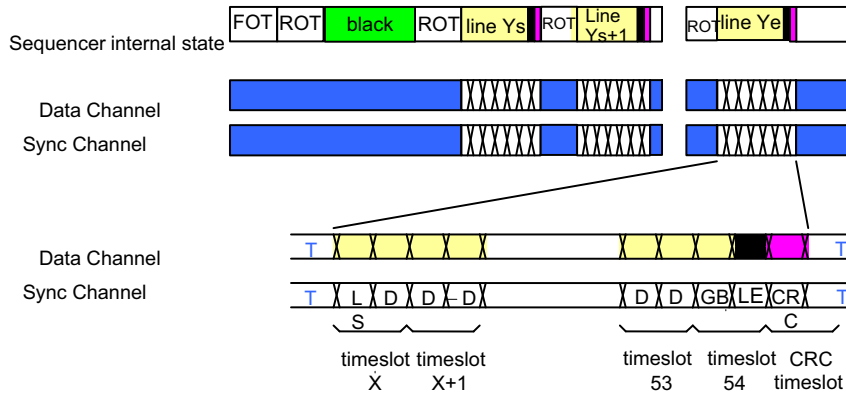 FOT ROT black ROT line Ys ROT Line Ys+1 ROT line Ye
Sequencer internal state
Data Channel
Sync Channel
Data Channel T T
Sync Channel T L S D D D D D GB LE CR C T
timeslot X timeslot X+1 timeslot 53 timeslot 54 CRC timeslot